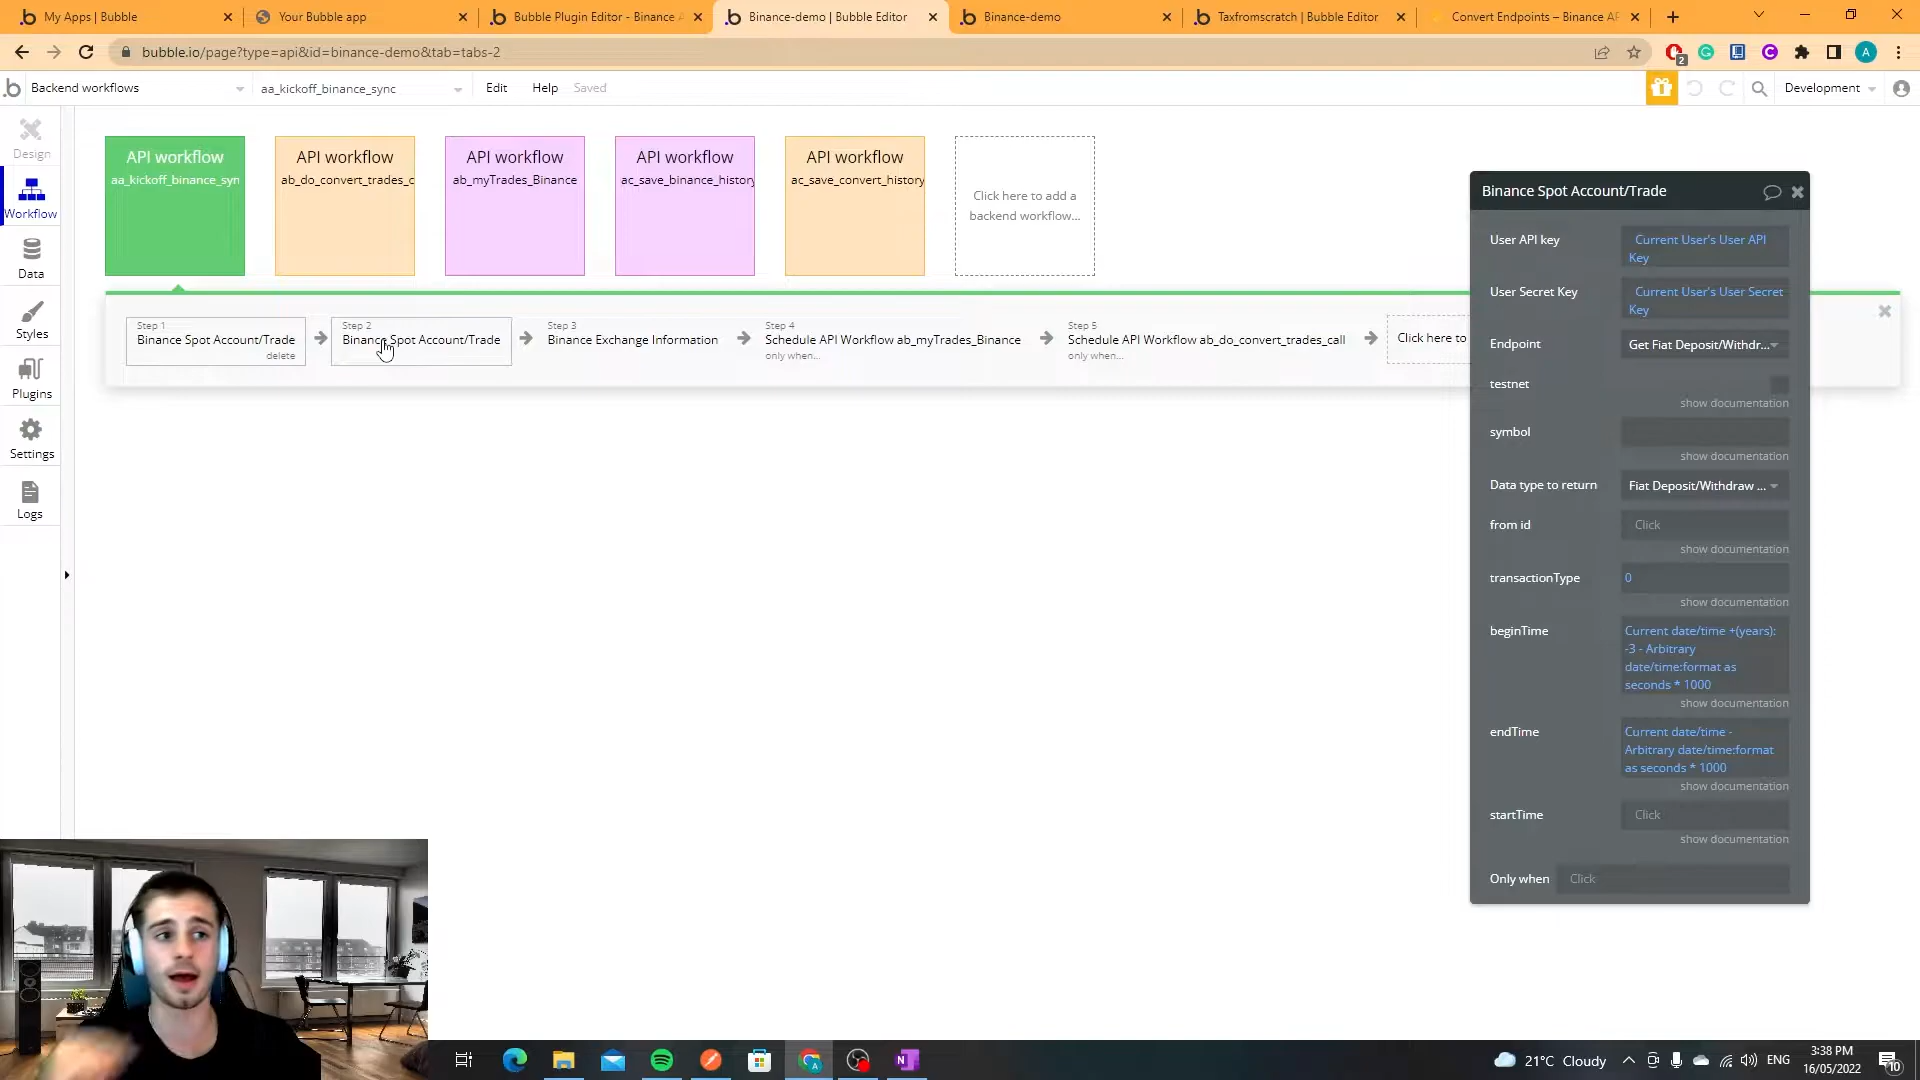 My Apps | Bubble
Your Bubble app
Bubble Plugin Editor - Binance A
Binance-demo | Bubble Editor
Binance-demo
Taxfromscratch | Bubble Editor
Convert Endpoints – Binance AP
bubble.io/page?type=api&id=binance-demo&tab=tabs-2
2
A
Backend workflows
aa_kickoff_binance_sync
Edit
Help
Saved
Development
Design
Workflow
Data
Styles
Plugins
Settings
Logs
API workflow
aa_kickoff_binance_syn
API workflow
ab_do_convert_trades_c
API workflow
ab_myTrades_Binance
API workflow
ac_save_binance_history
API workflow
ac_save_convert_history
Click here to add a
backend workflow...
Step 1
Binance Spot Account/Trade
delete
Step 2
Binance Spot Account/Trade
Step 3
Binance Exchange Information
Step 4
Schedule API Workflow ab_myTrades_Binance
only when...
Step 5
Schedule API Workflow ab_do_convert_trades_call
only when...
Click here to
Binance Spot Account/Trade
User API key
Current User's User API
Key
User Secret Key
Current User's User Secret
Key
Endpoint
Get Fiat Deposit/Withdr...
testnet
show documentation
symbol
show documentation
Data type to return
Fiat Deposit/Withdraw ...
from id
Click
show documentation
transactionType
0
show documentation
beginTime
Current date/time +(years):
-3 - Arbitrary
date/time:format as
seconds * 1000
show documentation
endTime
Current date/time -
Arbitrary date/time:format
as seconds * 1000
show documentation
startTime
Click
show documentation
Only when
Click
21°C Cloudy
ENG
3:38 PM
16/05/2022
10